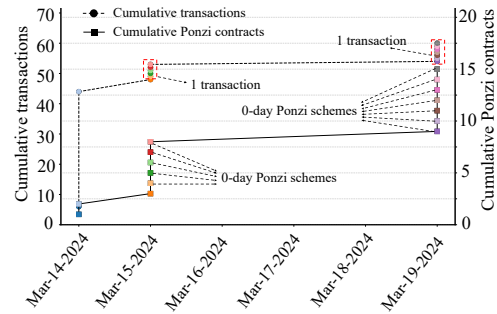 Cumulative transactions
Cumulative Ponzi contracts
Cumulative transactions
Cumulative Ponzi contracts
70
60
50
40
30
20
10
0
20
15
10
5
0
1 transaction
1 transaction
0-day Ponzi schemes
0-day Ponzi schemes
Mar-14-2024
Mar-15-2024
Mar-16-2024
Mar-17-2024
Mar-18-2024
Mar-19-2024